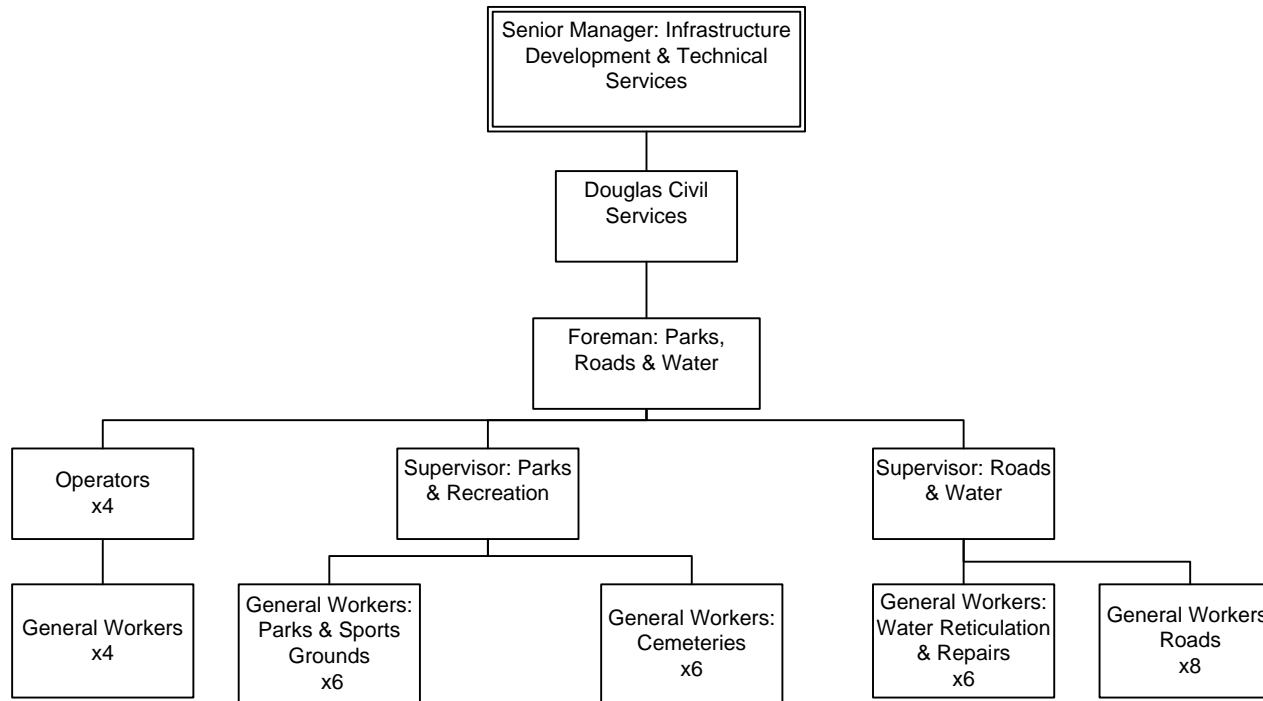 Senior Manager: Infrastructure
Development & Technical
Services
Douglas Civil
Services
Foreman: Parks,
Roads & Water
Operators
x4
Supervisor: Parks
& Recreation
Supervisor: Roads
& Water
General Workers
x4
General Workers:
Parks & Sports
Grounds
x6
General Workers:
Cemeteries
x6
General Workers:
Water Reticulation
& Repairs
x6
General Workers:
Roads
x8